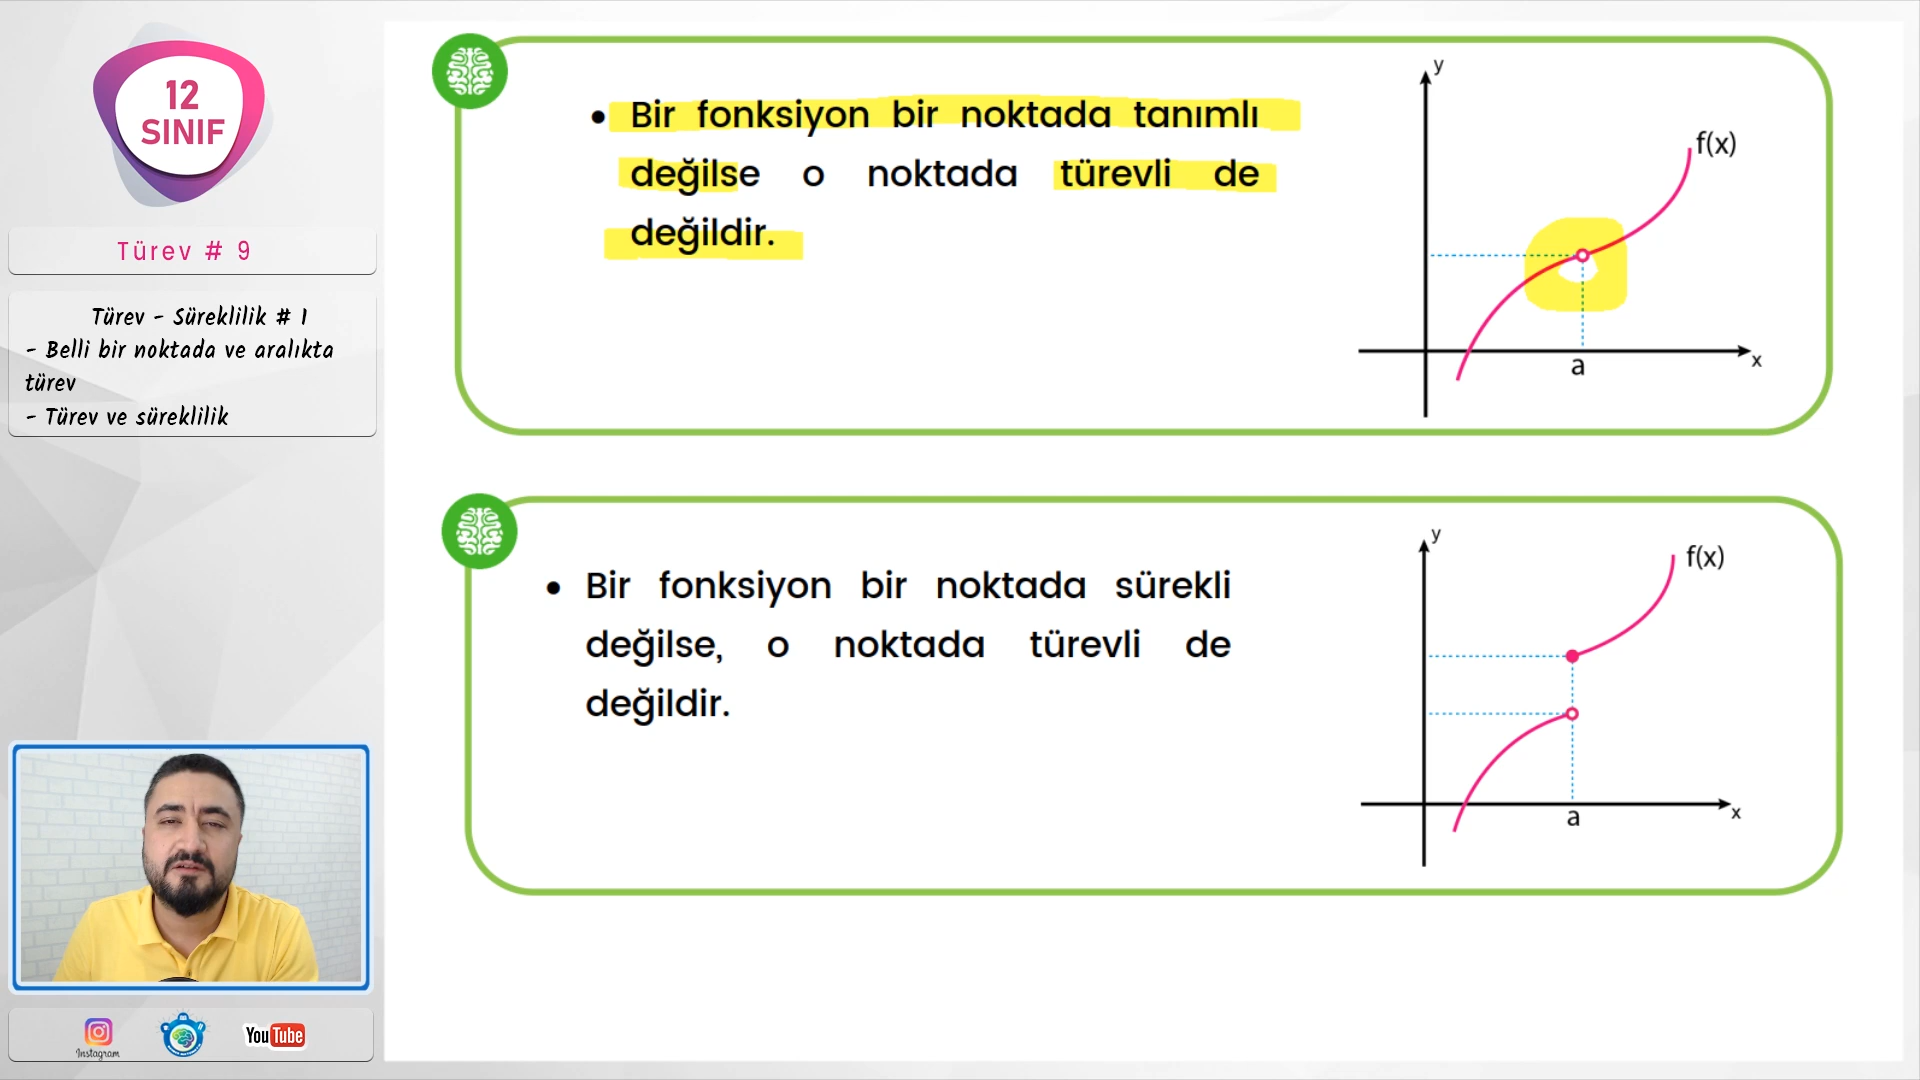 12
SINIF
Türev # 9
Türev - Süreklilik # 1
- Belli bir noktada ve aralıkta
türev
- Türev ve süreklilik
Instagram
YouTube
• Bir fonksiyon bir noktada tanımlı
değilse o noktada türevli de
değildir.
y
f(x)
a
x
• Bir fonksiyon bir noktada sürekli
değilse, o noktada türevli de
değildir.
y
f(x)
a
x